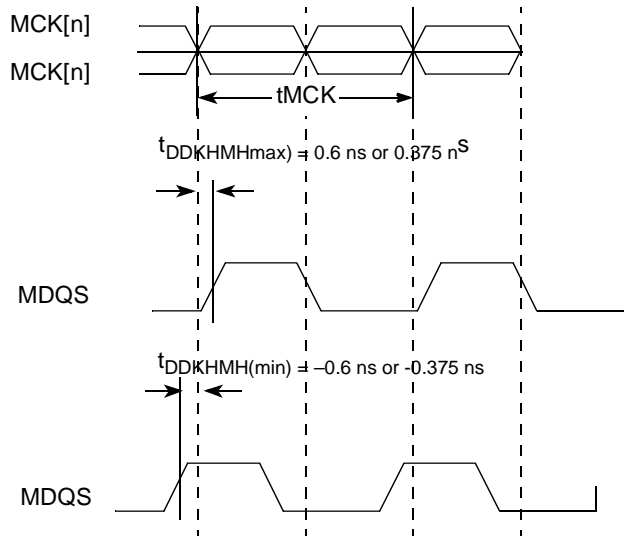 MCK[n]
MCK[n]
tMCK
tDDKHMHmax) = 0.6 ns or 0.375 ns
MDQS
tDDKHMH(min) = –0.6 ns or -0.375 ns
MDQS